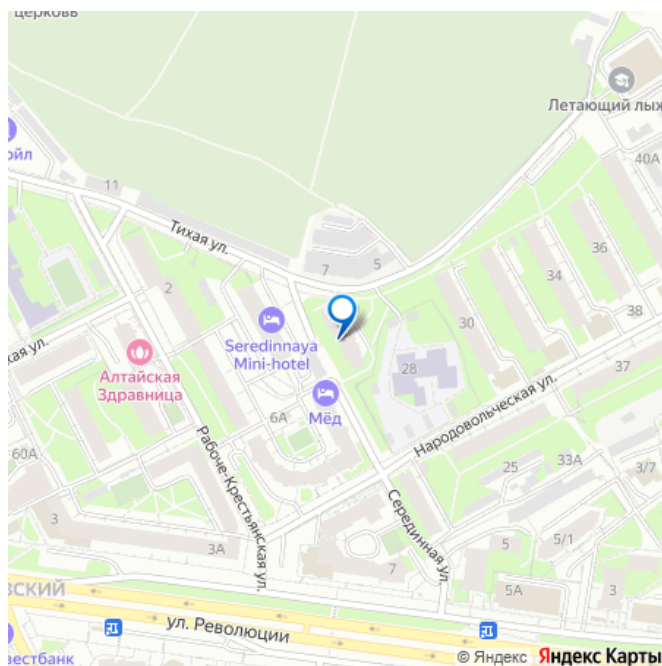 церковь
Летающий лыж
ойл
40А
11
Тихая ул.
36
7
5
34
2
38
30
Seredinnaya
Mini-hotel
кая ул.
Алтайская
Здравница
28
37
Мёд
6А
Народовольческая ул.
60А
Рабоче-Крестьянская ул.
25
33А
3/7
Серединная ул.
3
3А
5
5/1
7
5А
3
ВСКИЙ
ул. Революции
вестбанк
© Яндекс Яндекс Карты